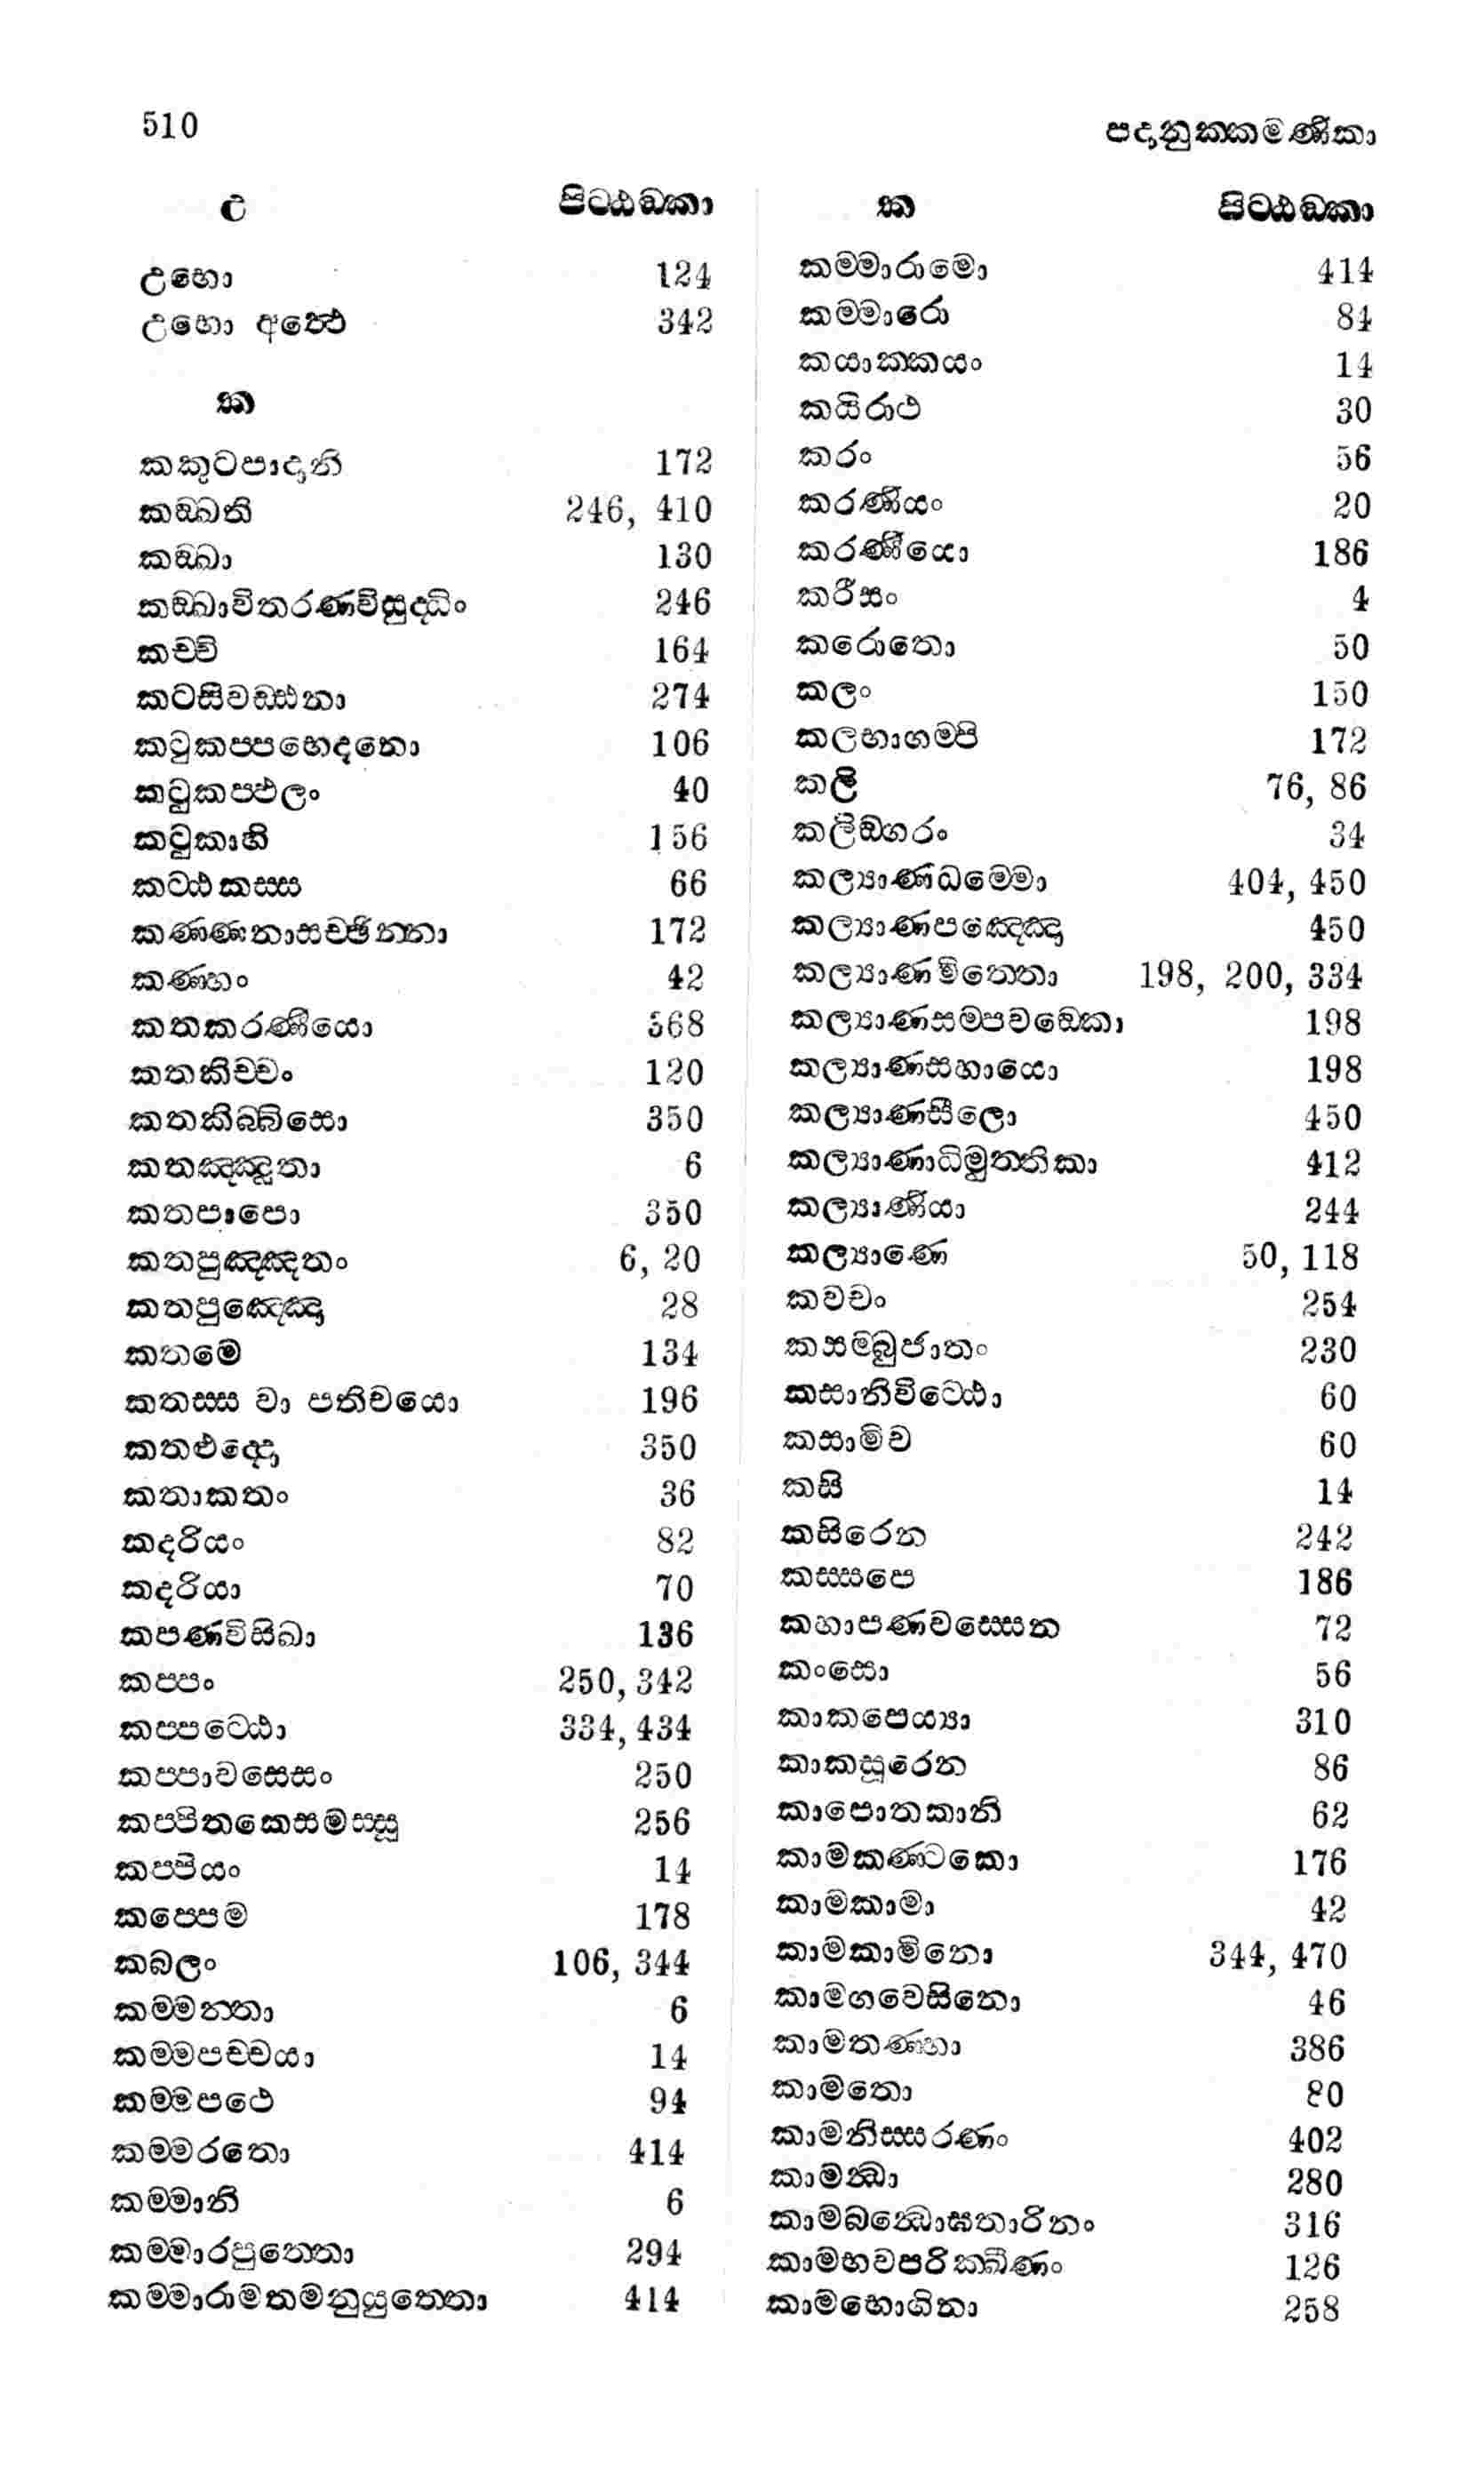 510 පදානුක්කමණිකා
උ පිට්ඨඞ්කා
උභො 124
උභො අත්ථෙ 342
ක
කකුටපාදානි 172
කඞ්ඛති 246, 410
කඞ්ඛා 130
කඞ්ඛාවිතරණවිසුද්ධිං 246
කච්චි 164
කටසිවඩ්ඪනා 274
කටුකප්පභෙදනො 106
කටුකප්ඵලං 40
කටුකාහි 156
කට්ඨකස්ස 66
කණ්ණනාසච්ඡින්නා 172
කණ්හං 42
කතකරණීයො 368
කතකිච්චං 120
කතකිබ්බිසො 350
කතඤ්ඤුතා 6
කතපාපො 350
කතපුඤ්ඤතං 6, 20
කතපුඤ්ඤො 28
කතමෙ 134
කතස්ස වා පතිචයො 196
කතළුද්දො 350
කතාකතං 36
කදරියං 82
කදරියා 70
කපණවිසිඛා 136
කප්පං 250, 342
කප්පට්ඨො 334, 434
කප්පාවසෙසං 250
කප්පිතකෙසමස්සූ 256
කප්පියං 14
කප්පෙම 178
කබලං 106, 344
කම්මන්තා 6
කම්මපච්චයා 14
කම්මපථෙ 94
කම්මරතො 414
කම්මානි 6
කම්මාරපුත්තො 294
කම්මාරාමතමනුයුත්තො 414
ක පිට්ඨඞ්කා
කම්මාරාමො 414
කම්මාරො 84
කයාක්කයං 14
කයිරාථ 30
කරං 56
කරණීයං 20
කරණීයො 186
කරීසං 4
කරොතො 50
කලං 150
කලභාගම්පි 172
කලි 76, 86
කලිඞ්ගරං 34
කල්‍යාණධම්මො 404, 450
කල්‍යාණපඤ්ඤො 450
කල්‍යාණමිත්තො 198, 200, 334
කල්‍යාණසම්පවඞ්කො 198
කල්‍යාණසහායො 198
කල්‍යාණසීලො 450
කල්‍යාණාධිමුත්තිකා 412
කල්‍යාණියා 244
කල්‍යාණෙ 50, 118
කවචං 254
කසම්බුජාතං 230
කසානිවිට්ඨො 60
කසාමිව 60
කසි 14
කසිරෙන 242
කස්සපෙ 186
කහාපණවස්සෙන 72
කංසො 56
කාකපෙය්‍යා 310
කාකසූරෙන 86
කාපොතකානි 62
කාමකණ්ටකො 176
කාමකාමා 42
කාමකාමිනො 344, 470
කාමගවෙසිනො 46
කාමතණ්හා 386
කාමතො 80
කාමනිස්සරණං 402
කාමන්ධා 280
කාමබන්ධොඝතාරිනං 316
කාමභවපරික්ඛීණං 126
කාමභොගිනා 258